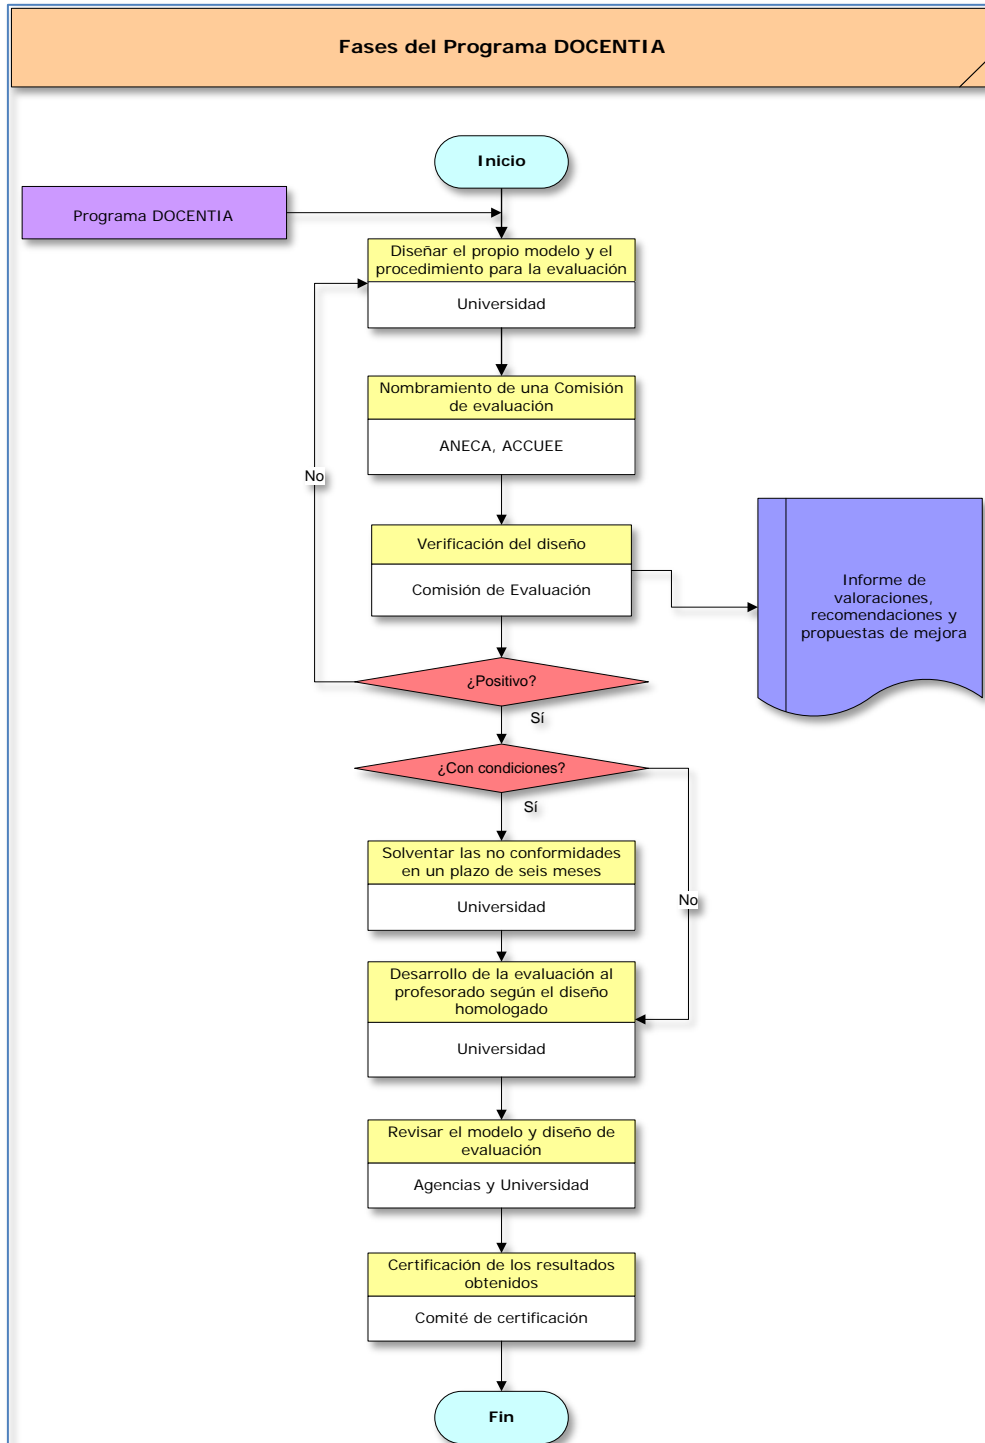 Fases del Programa DOCENTIA
Inicio
Programa DOCENTIA
Diseñar el propio modelo y el
procedimiento para la evaluación
Universidad
Nombramiento de una Comisión
de evaluación
ANECA, ACCUEE
No
Verificación del diseño
Comisión de Evaluación
Informe de
valoraciones,
recomendaciones y
propuestas de mejora
¿Positivo?
Sí
¿Con condiciones?
Sí
Solventar las no conformidades
en un plazo de seis meses
Universidad
No
Desarrollo de la evaluación al
profesorado según el diseño
homologado
Universidad
Revisar el modelo y diseño de
evaluación
Agencias y Universidad
Certificación de los resultados
obtenidos
Comité de certificación
Fin